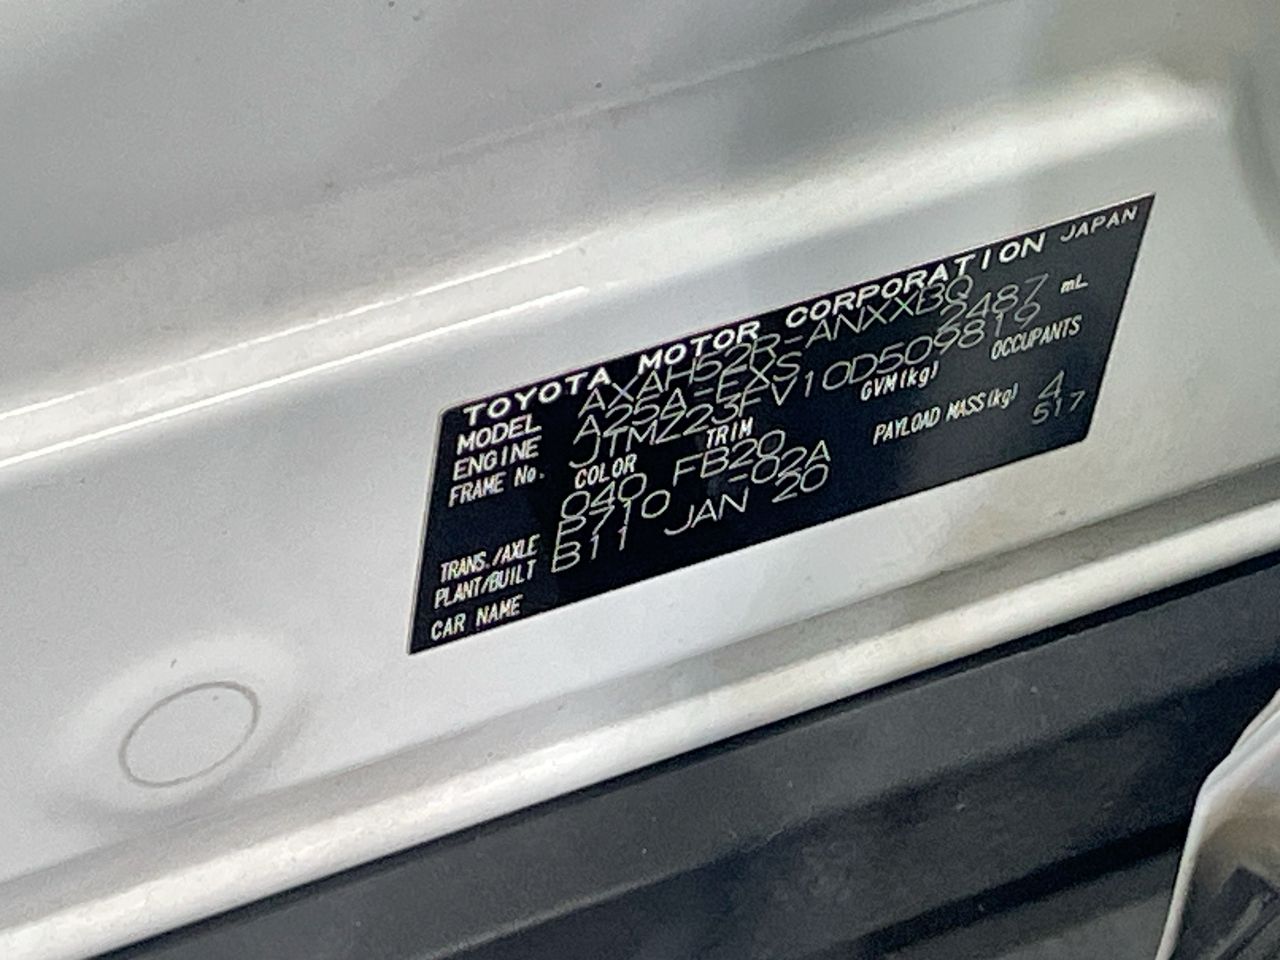 TOYOTA MOTOR CORPORATION JAPAN
MODEL AXAH52R-ANXXBQ
ENGINE A25A-FXS 2487 mL
FRAME No. JTMZ23FV10D509819
COLOR TRIM GVM(kg) OCCUPANTS
040 FB20 4
TRANS./AXLE P710 -02A PAYLOAD MASS(kg) 517
PLANT/BUILT B11 JAN 20
CAR NAME